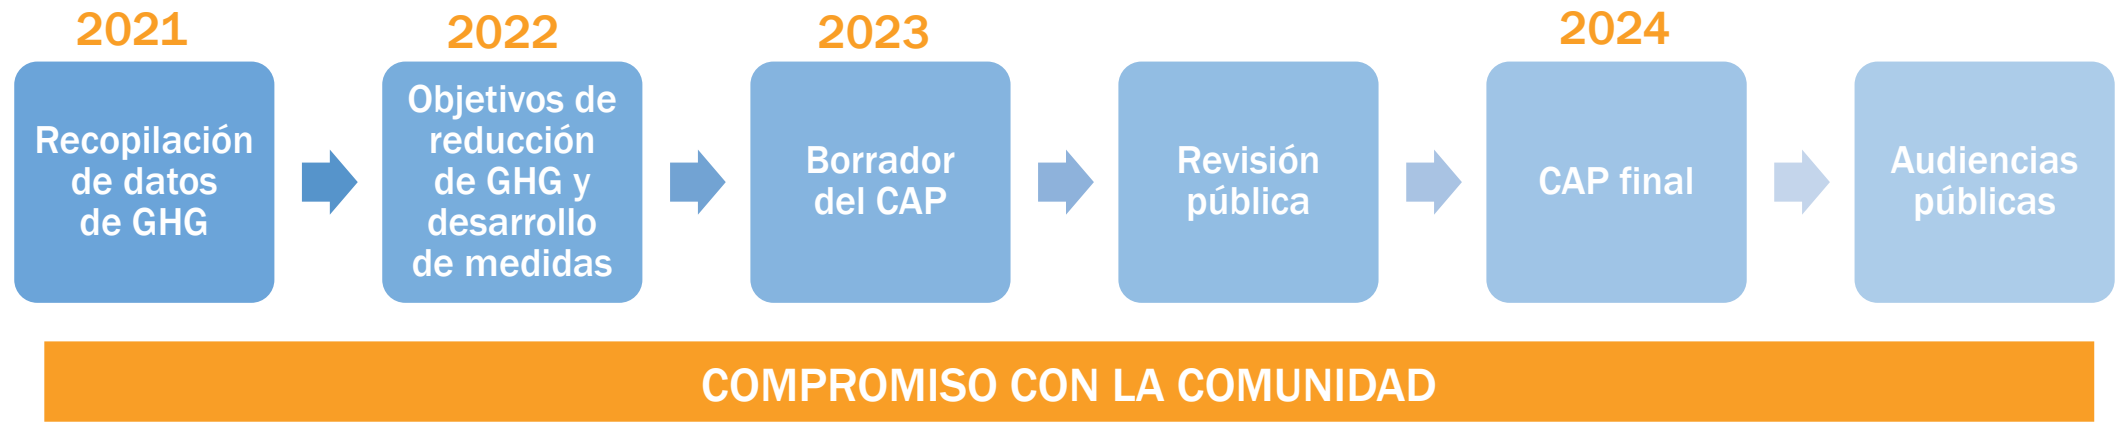 2021
Recopilación
de datos
de GHG
2022
Objetivos de
reducción
de GHG y
desarrollo
de medidas
2023
Borrador
del CAP
Revisión
pública
2024
CAP final
Audiencias
públicas
COMPROMISO CON LA COMUNIDAD